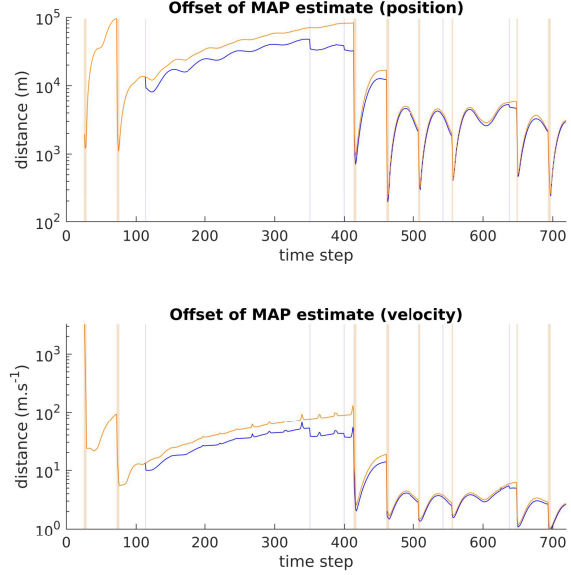 Offset of MAP estimate (position)
distance (m)
10^5
10^4
10^3
10^2
0 100 200 300 400 500 600 700
time step
Offset of MAP estimate (velocity)
distance (m.s^-1)
10^3
10^2
10^1
10^0
0 100 200 300 400 500 600 700
time step